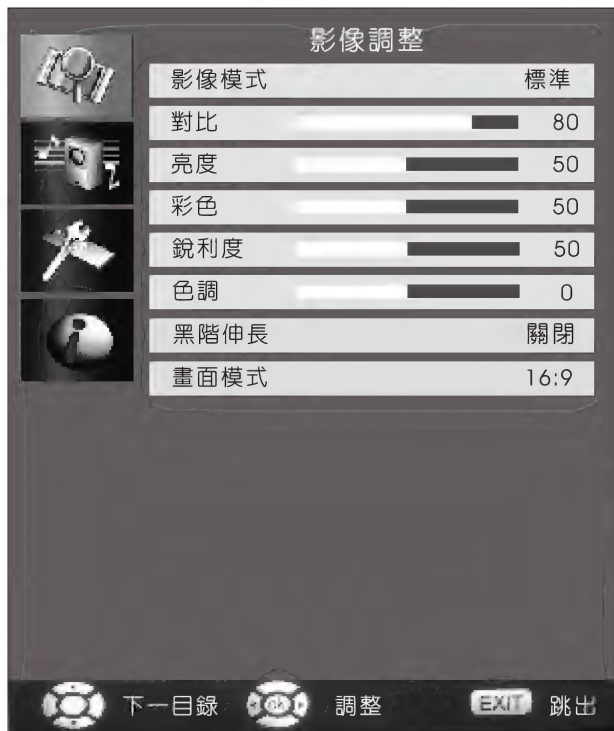 影像調整
影像模式 標準
對比 80
亮度 50
彩色 50
銳利度 50
色調 0
黑階伸長 關閉
畫面模式 16:9
下一目錄 ok 調整 EXIT 跳出